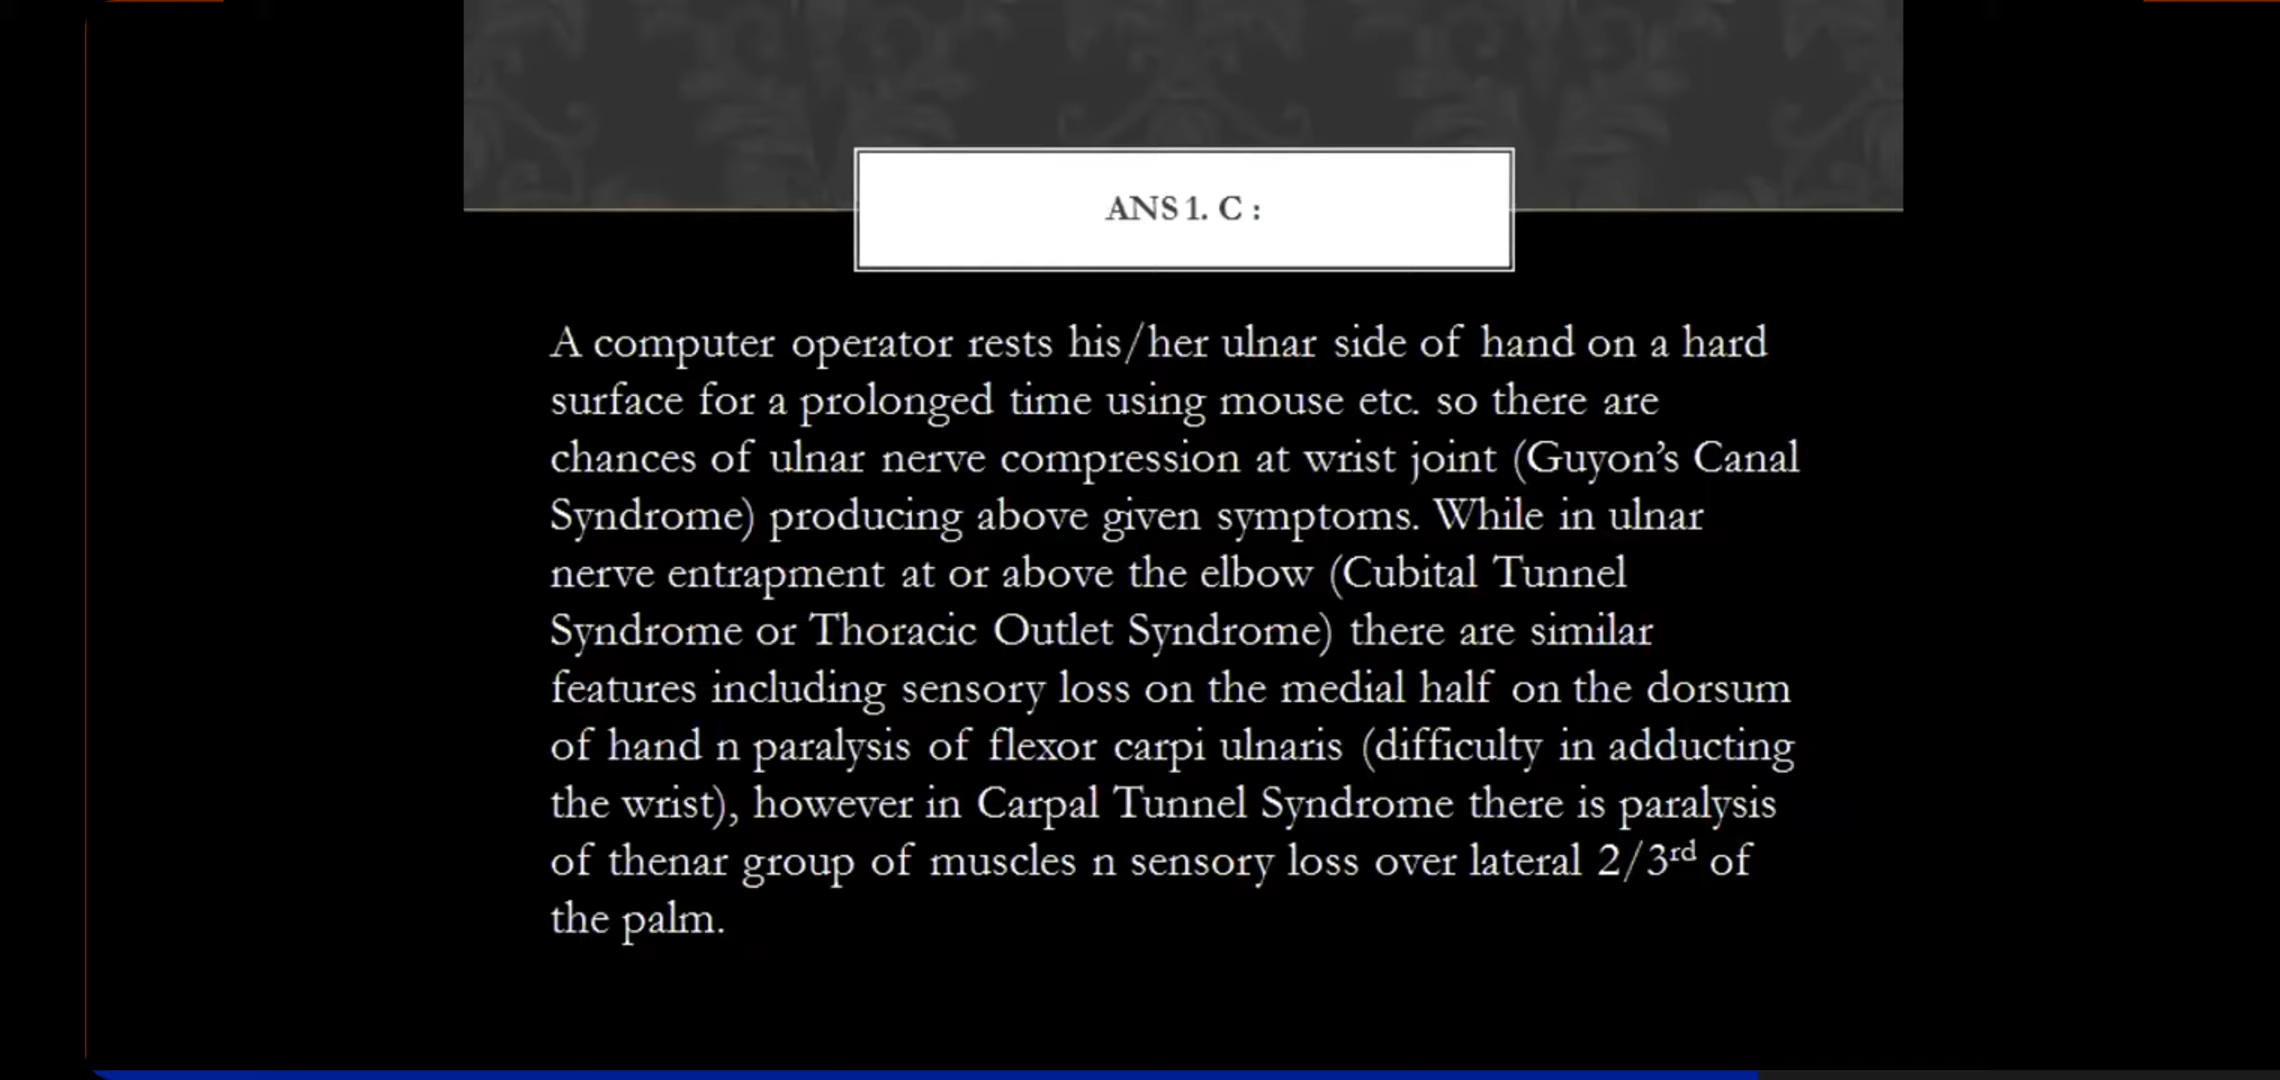 ANS 1. C :
A computer operator rests his/her ulnar side of hand on a hard
surface for a prolonged time using mouse etc. so there are
chances of ulnar nerve compression at wrist joint (Guyon's Canal
Syndrome) producing above given symptoms. While in ulnar
nerve entrapment at or above the elbow (Cubital Tunnel
Syndrome or Thoracic Outlet Syndrome) there are similar
features including sensory loss on the medial half on the dorsum
of hand n paralysis of flexor carpi ulnaris (difficulty in adducting
the wrist), however in Carpal Tunnel Syndrome there is paralysis
of thenar group of muscles n sensory loss over lateral 2/3rd of
the palm.